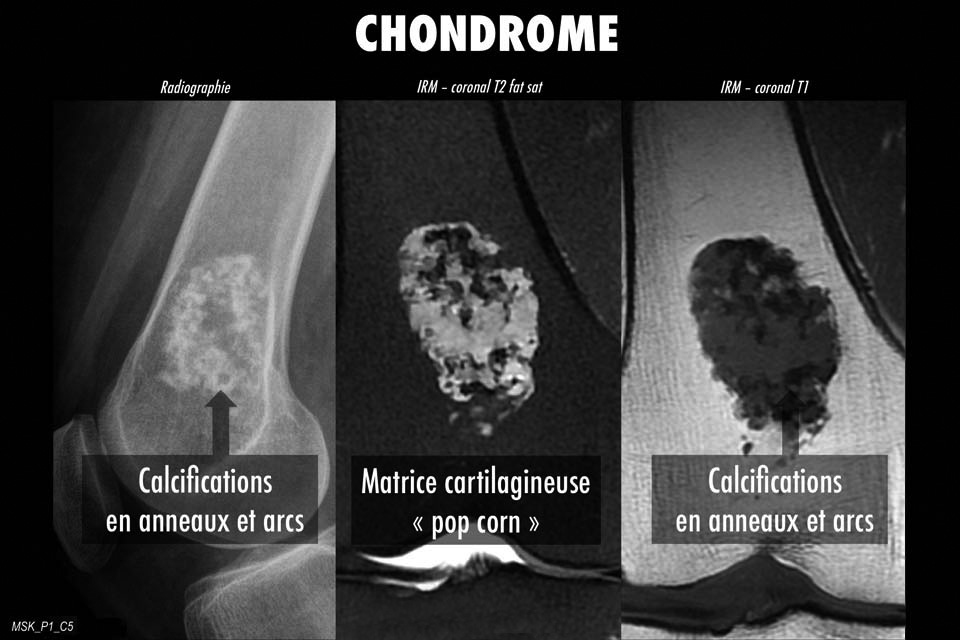 CHONDROME
Radiographie
IRM – coronal T2 fat sat
IRM – coronal T1
Calcifications
en anneaux et arcs
Matrice cartilagineuse
« pop corn »
Calcifications
en anneaux et arcs
MSK_P1_C5